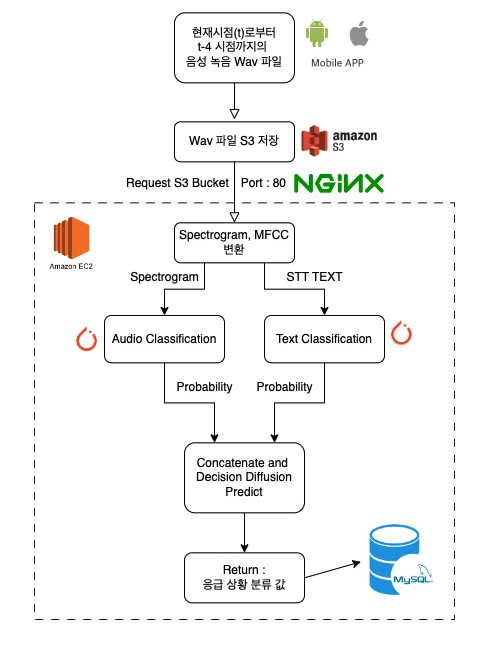 현재시점(t)로부터
t-4 시점까지의
음성 녹음 Wav 파일
Mobile APP
Wav 파일 S3 저장
amazon
S3
Request S3 Bucket
Port : 80
NGiNX
Amazon EC2
Spectrogram, MFCC
변환
Spectrogram
STT TEXT
Audio Classification
Text Classification
Probability
Probability
Concatenate and
Decision Diffusion
Predict
Return :
응급 상황 분류 값
MySQL